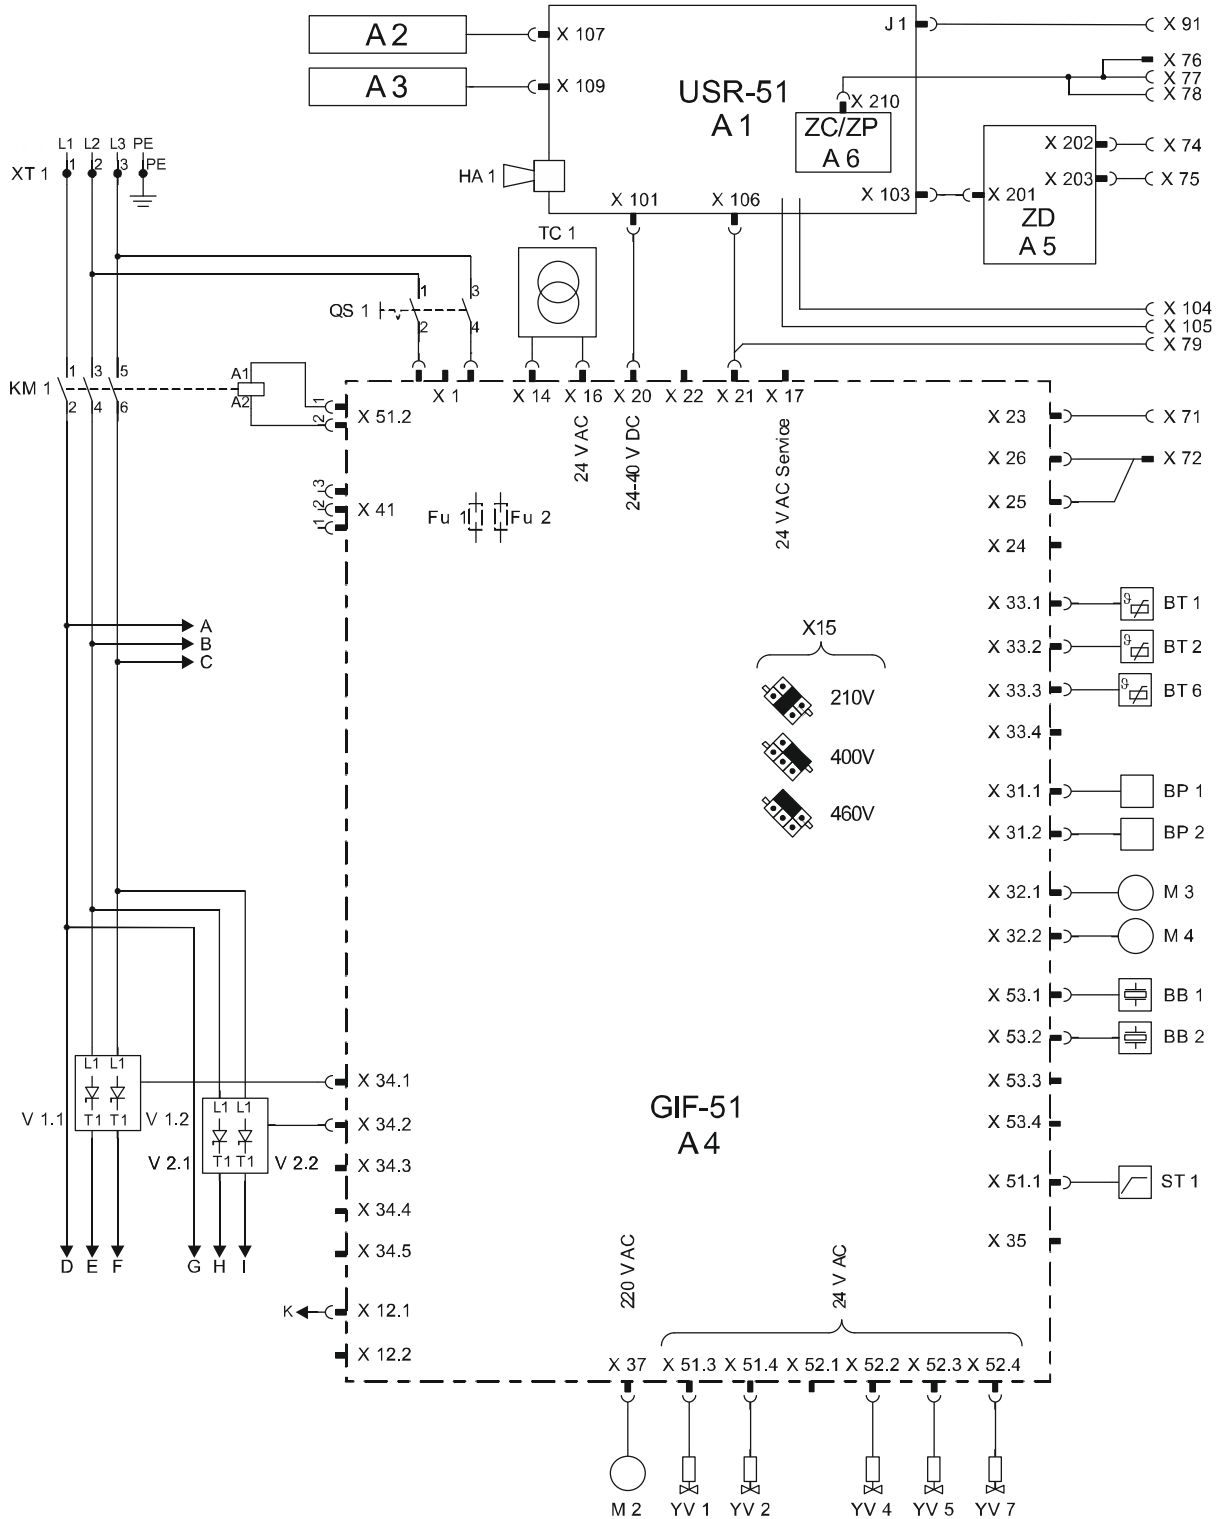 A 2
X 107
J 1
X 91
A 3
X 109
USR-51
A 1
X 76
X 77
X 78
X 210
ZC/ZP
A 6
L1 L2 L3 PE
XT 1
1 2 3 PE
HA 1
X 202
X 74
X 203
X 75
X 101
X 106
X 103
X 201
ZD
A 5
TC 1
X 104
X 105
X 79
QS 1
1 3
2 4
KM 1
1 3 5
2 4 6
A1
A2
1
2
X 51.2
X 1
X 14
X 16
X 20
X 22
X 21
X 17
24 V AC
24-40 V DC
24 V AC Service
X 23
X 71
X 26
X 72
X 25
X 24
3
2
1
X 41
Fu 1
Fu 2
X 33.1
BT 1
ϑ
X 33.2
BT 2
ϑ
X 33.3
BT 6
ϑ
X 33.4
A
B
C
X15
210V
400V
460V
X 31.1
BP 1
X 31.2
BP 2
X 32.1
M 3
X 32.2
M 4
X 53.1
BB 1
X 53.2
BB 2
X 53.3
X 53.4
X 51.1
ST 1
X 35
L1 L1
V 1.1
T1 T1
V 1.2
X 34.1
L1 L1
V 2.1
T1 T1
V 2.2
X 34.2
X 34.3
X 34.4
X 34.5
GIF-51
A 4
D E F G H I
K
X 12.1
X 12.2
220 V AC
24 V AC
X 37
X 51.3
X 51.4
X 52.1
X 52.2
X 52.3
X 52.4
M 2
YV 1
YV 2
YV 4
YV 5
YV 7